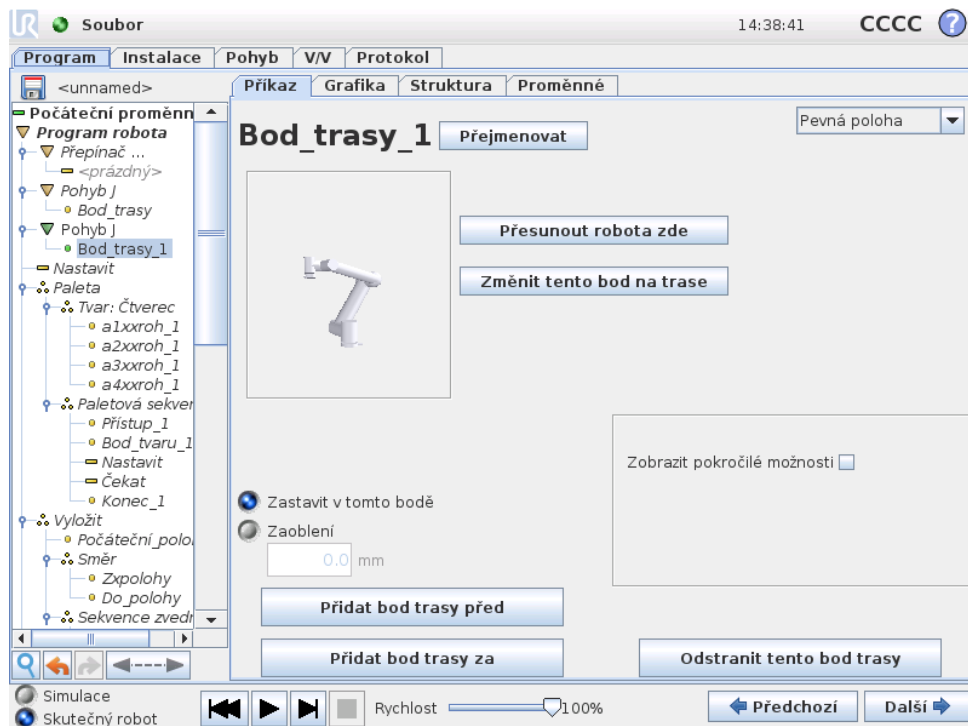 UR Soubor 14:38:41 CCCC ?
Program Instalace Pohyb V/V Protokol
<unnamed>
Příkaz Grafika Struktura Proměnné
Počáteční proměnn
Program robota
Přepínač ...
<prázdný>
Pohyb J
Bod_trasy
Pohyb J
Bod_trasy_1
Nastavit
Paleta
Tvar: Čtverec
a1xxroh_1
a2xxroh_1
a3xxroh_1
a4xxroh_1
Paletová sekven
Přístup_1
Bod_tvaru_1
Nastavit
Čekat
Konec_1
Vyložit
Počáteční_polo
Směr
Zxpolohy
Do_polohy
Sekvence zvedn
Bod_trasy_1 Přejmenovat
Pevná poloha
Přesunout robota zde
Změnit tento bod na trase
Zobrazit pokročilé možnosti
Zastavit v tomto bodě
Zaoblení
0.0 mm
Přidat bod trasy před
Přidat bod trasy za
Odstranit tento bod trasy
Simulace
Skutečný robot
Rychlost 100%
Předchozí Další